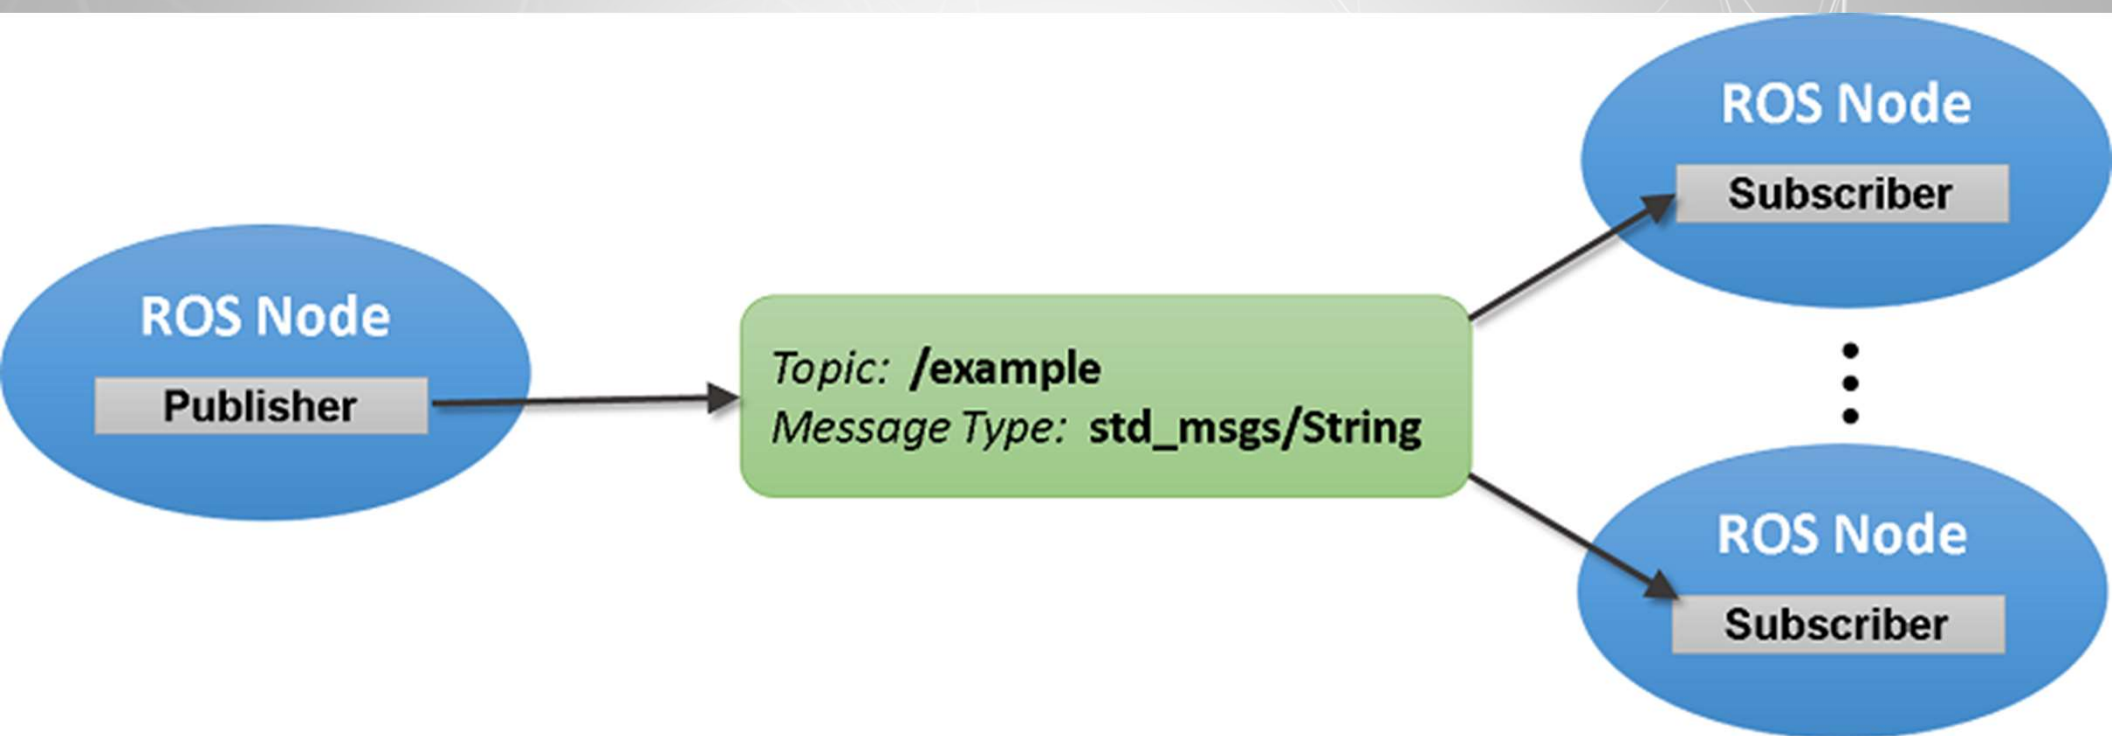 ROS Node
Publisher
Topic: /example
Message Type: std_msgs/String
ROS Node
Subscriber
ROS Node
Subscriber